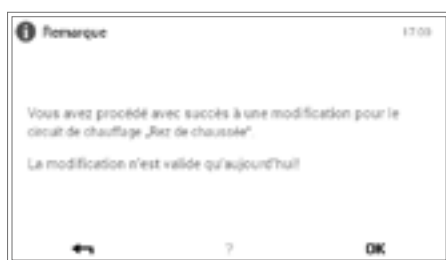 Remarque 17:00
Vous avez procédé avec succès à une modification pour le
circuit de chauffage „Rez de chaussée".
La modification n'est valide qu'aujourd'hui!
? OK